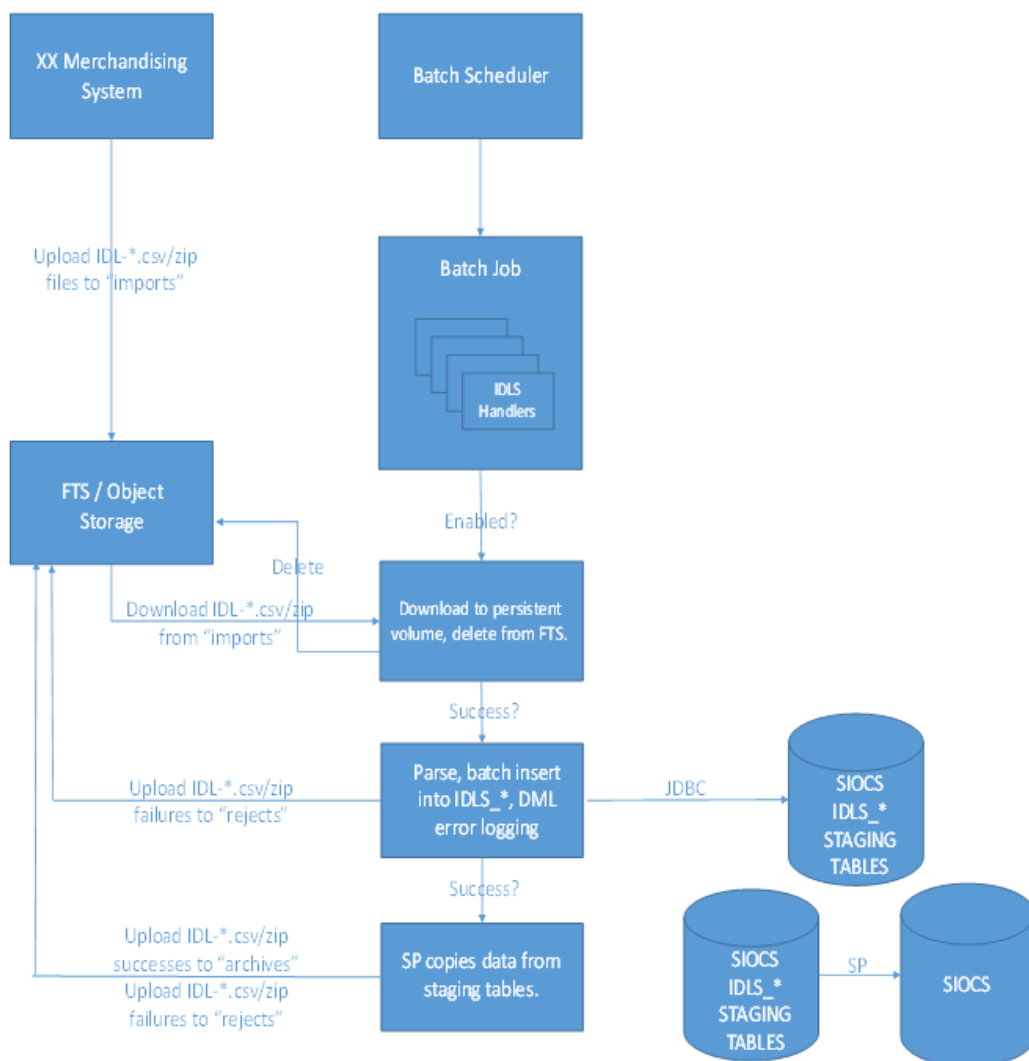 XX Merchandising
System
Batch Scheduler
Upload IDL-*.csv/zip
files to “imports”
Batch Job
IDLS
Handlers
FTS / Object
Storage
Enabled?
Delete
Download IDL-*.csv/zip
from “imports”
Download to persistent
volume, delete from FTS.
Success?
Upload IDL-*.csv/zip
failures to “rejects”
Parse, batch insert
into IDLS_*, DML
error logging
JDBC
SIOCS
IDLS_*
STAGING
TABLES
Success?
Upload IDL-*.csv/zip
successes to “archives”
Upload IDL-*.csv/zip
failures to “rejects”
SP copies data from
staging tables.
SIOCS
IDLS_*
STAGING
TABLES
SP
SIOCS